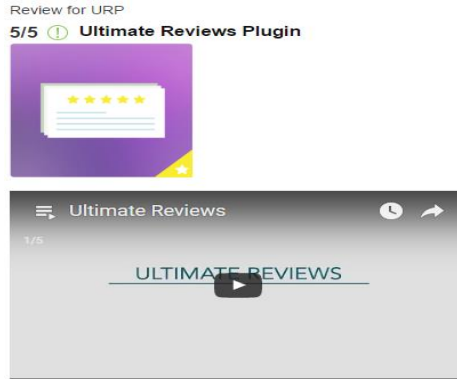 Review for URP
5/5 Ultimate Reviews Plugin
Ultimate Reviews
1/5
ULTIMATE REVIEWS